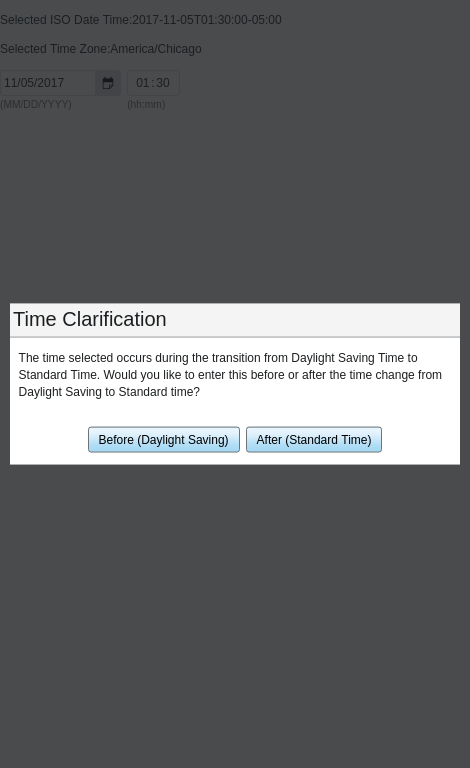 Selected ISO Date Time:2017-11-05T01:30:00-05:00
Selected Time Zone:America/Chicago
11/05/2017 01:30
(MM/DD/YYYY) (hh:mm)
Time Clarification
The time selected occurs during the transition from Daylight Saving Time to
Standard Time. Would you like to enter this before or after the time change from
Daylight Saving to Standard time?
Before (Daylight Saving) After (Standard Time)